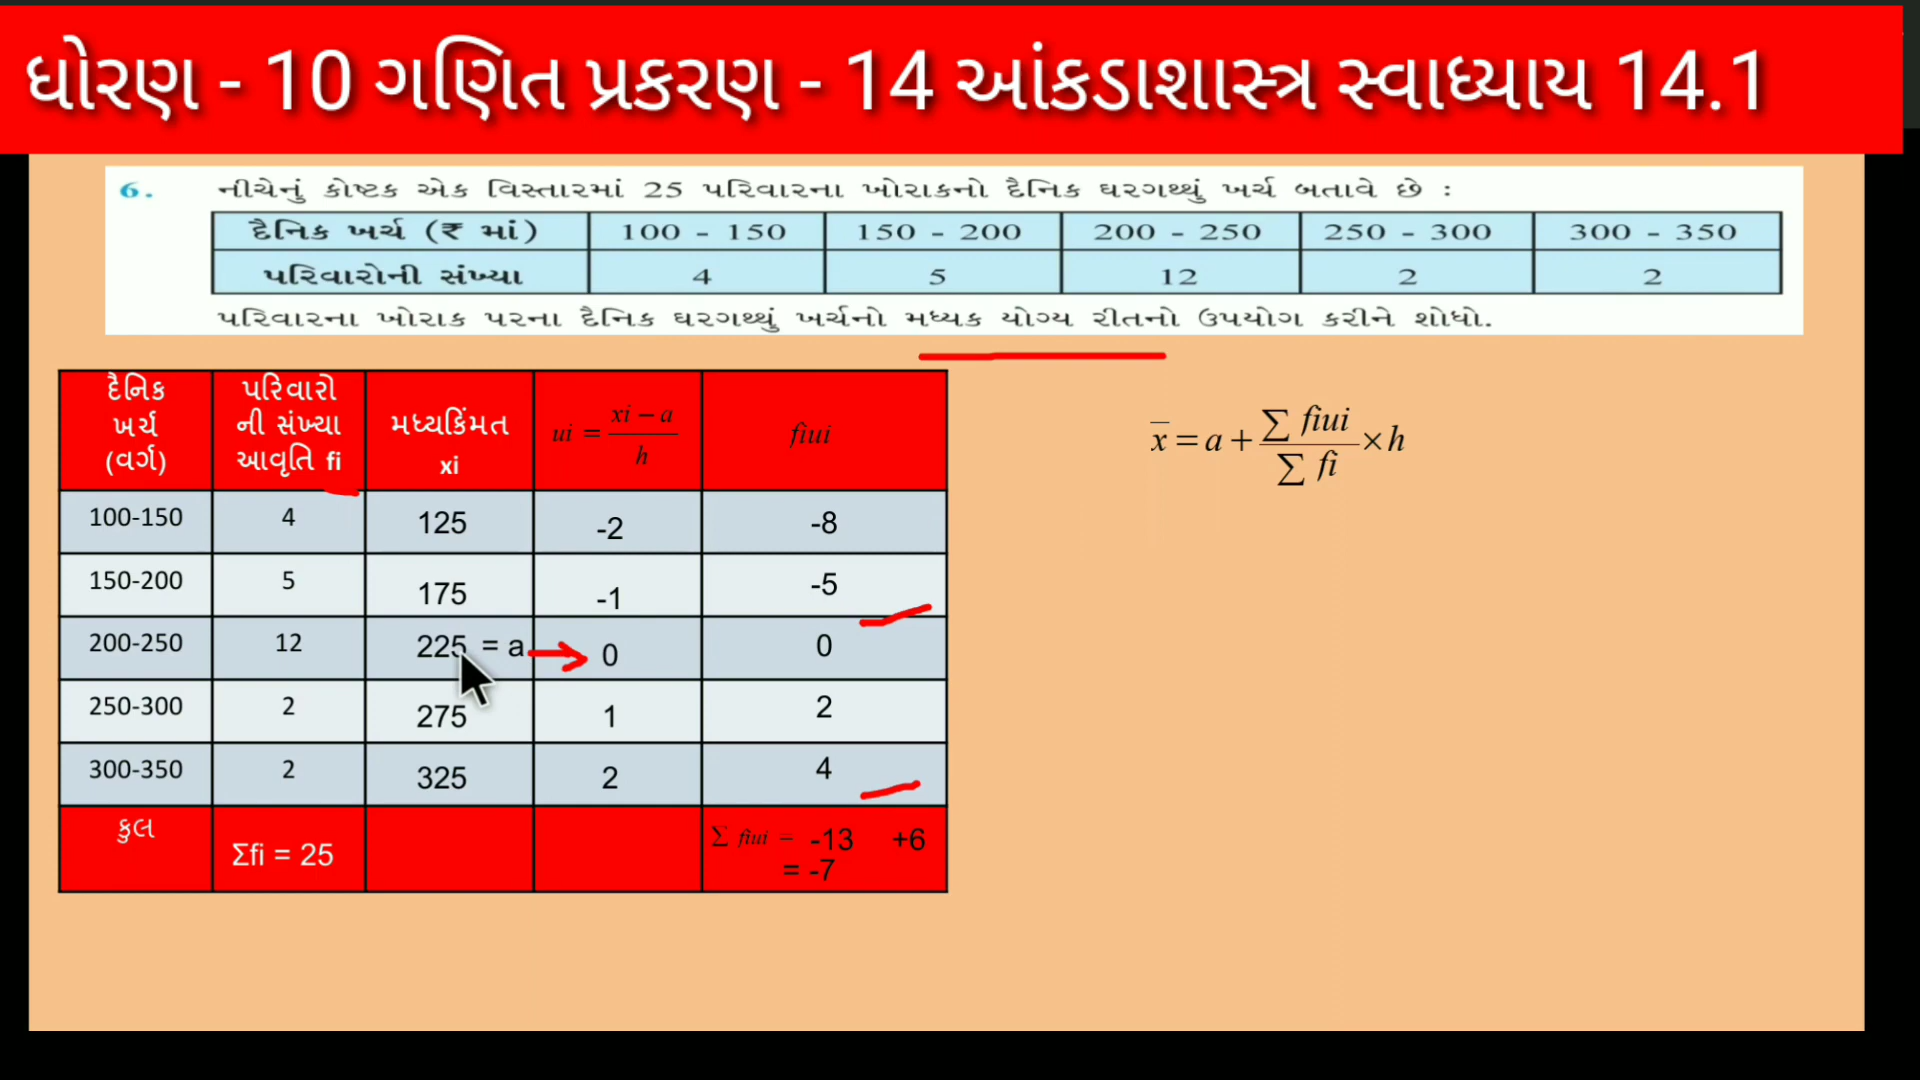 ધોરણ - 10 ગણિત પ્રકરણ - 14 આંકડાશાસ્ત્ર સ્વાધ્યાય 14.1
6. નીચેનું કોષ્ટક એક વિસ્તારમાં 25 પરિવારના ખોરાકનો દૈનિક ઘરગથ્થું ખર્ચ બતાવે છે :
દૈનિક ખર્ચ (₹ માં) 100 - 150 150 - 200 200 - 250 250 - 300 300 - 350
પરિવારોની સંખ્યા 4 5 12 2 2
પરિવારના ખોરાક પરના દૈનિક ઘરગથ્થું ખર્ચનો મધ્યક યોગ્ય રીતનો ઉપયોગ કરીને શોધો.
દૈનિક ખર્ચ (વર્ગ) પરિવારો ની સંખ્યા આવૃતિ fi મધ્યકિંમત xi ui = xi − a / h fiui
100-150 4 125 -2 -8
150-200 5 175 -1 -5
200-250 12 225 = a 0 0
250-300 2 275 1 2
300-350 2 325 2 4
કુલ Σfi = 25 ∑ fiui = -13 +6
= -7
x̄ = a + ∑ fiui / ∑ fi × h